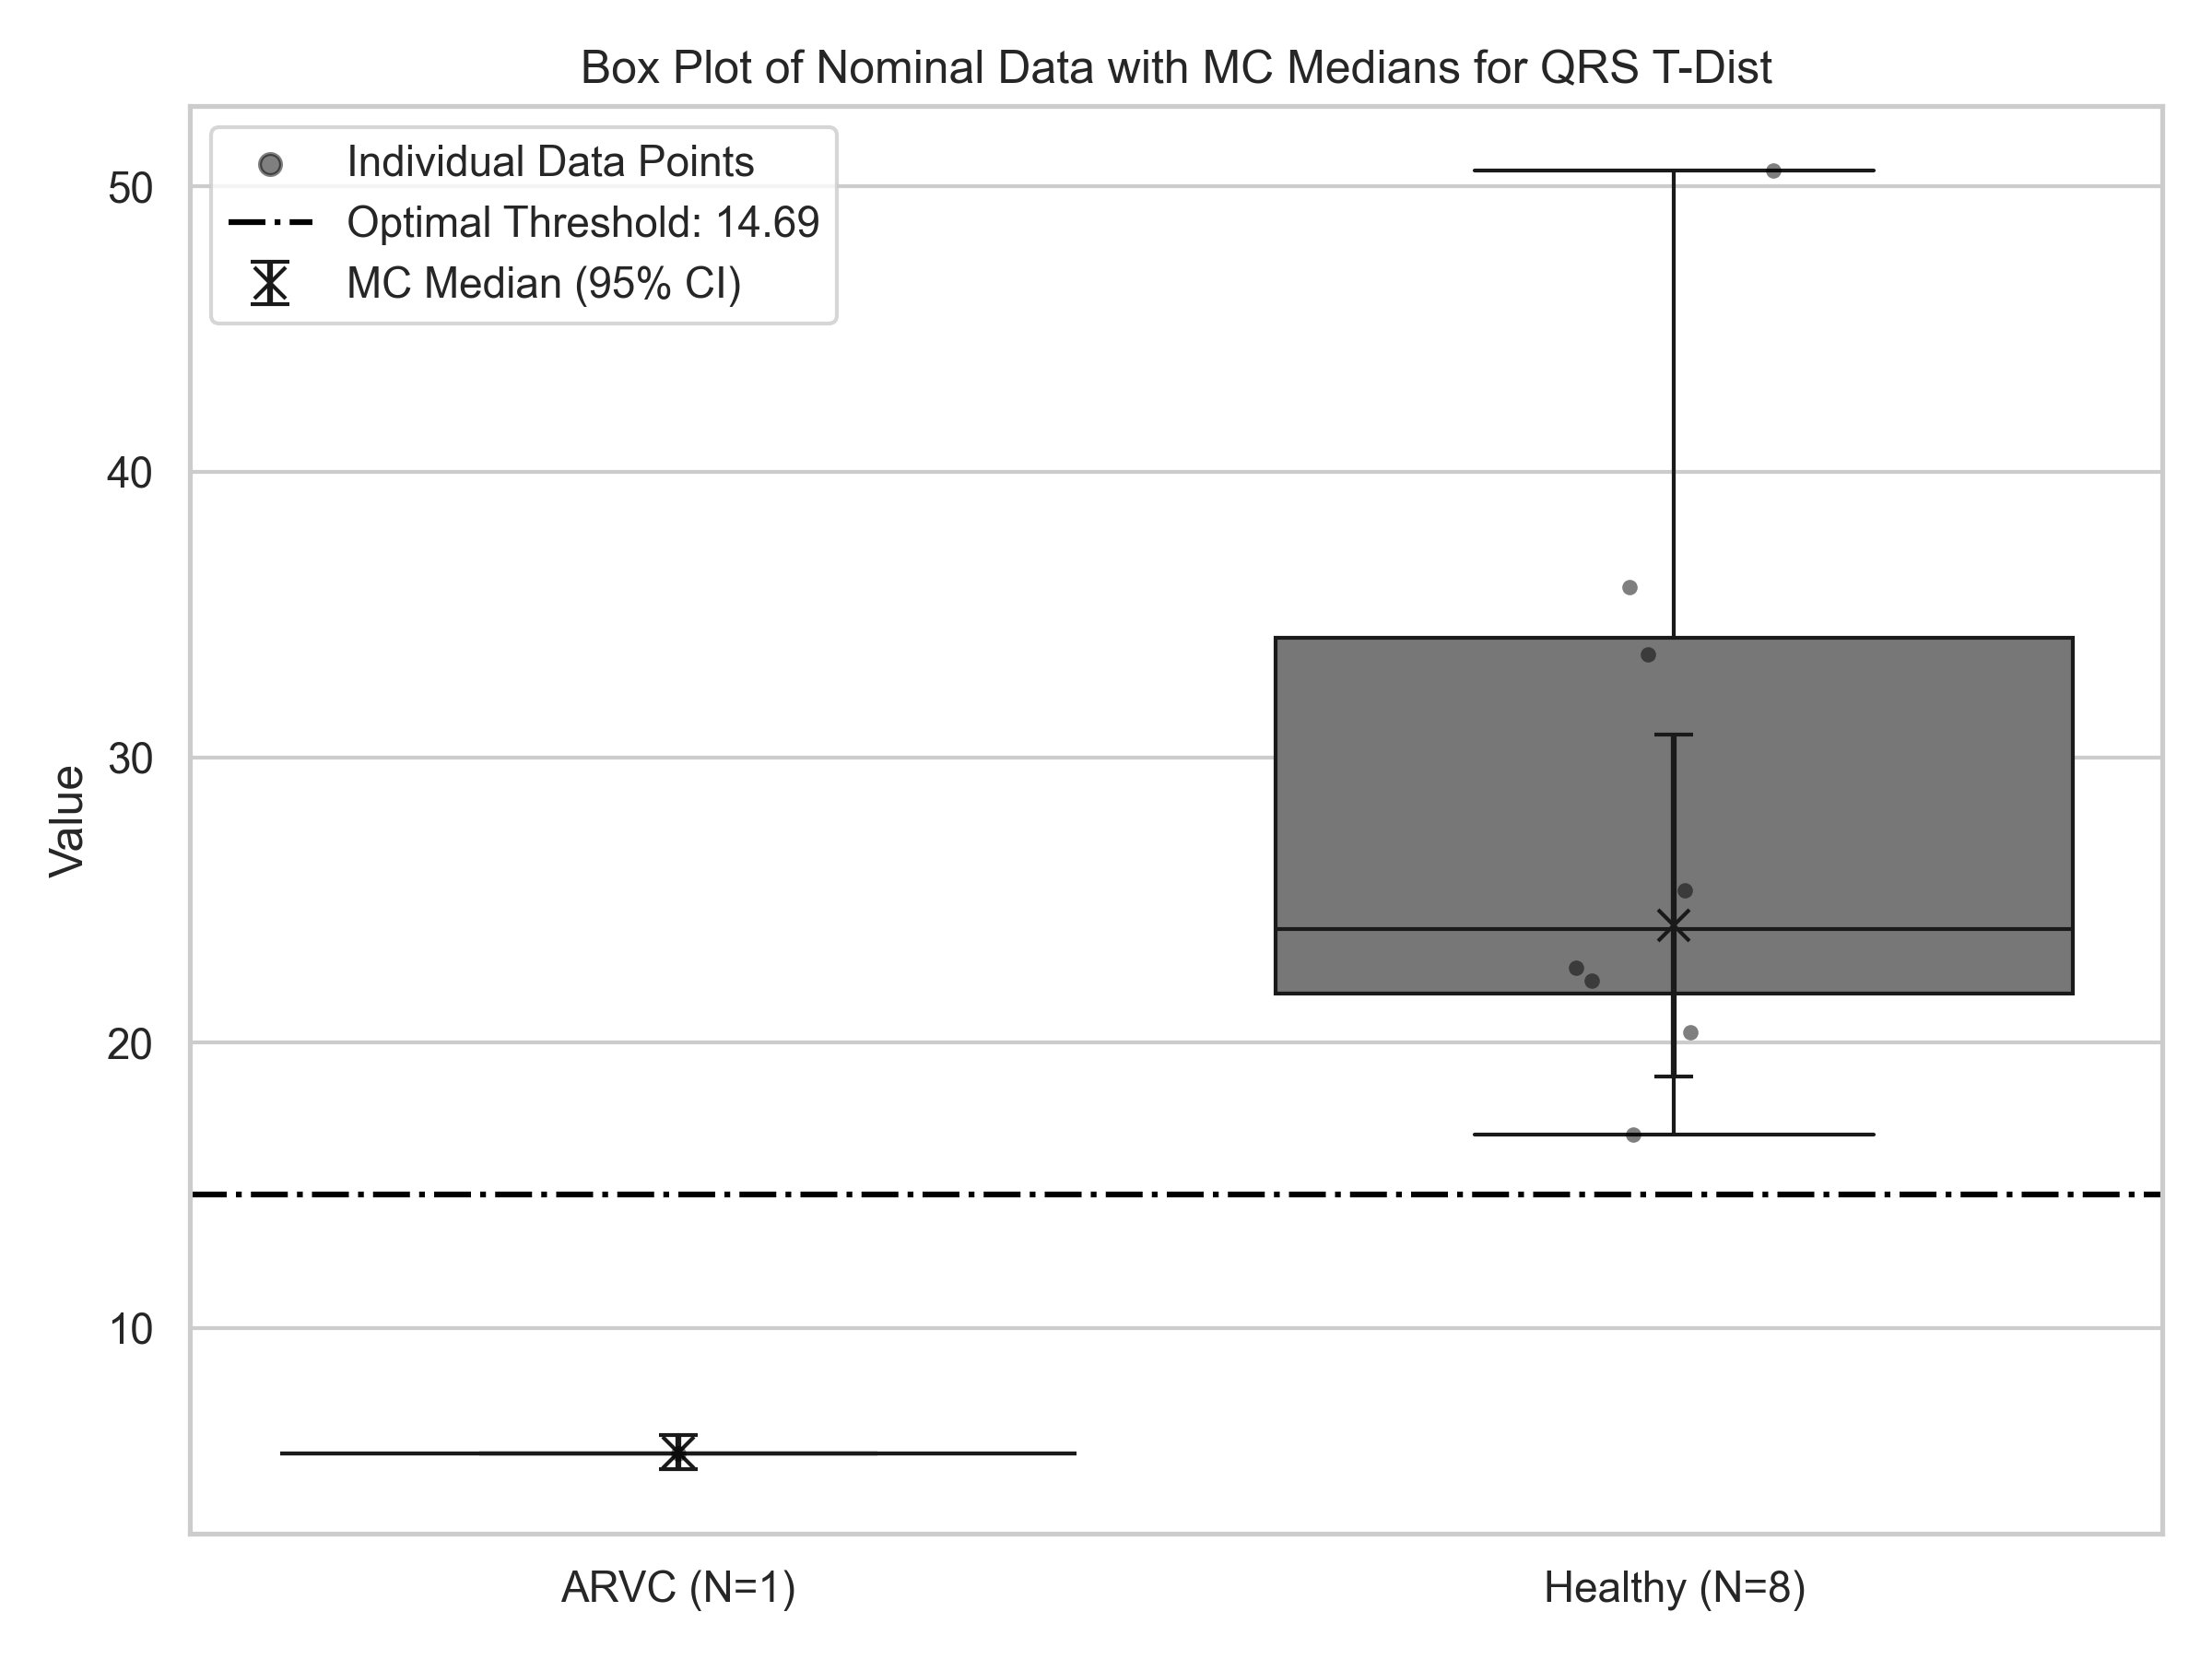 Box Plot of Nominal Data with MC Medians for QRS T-Dist
Individual Data Points
Optimal Threshold: 14.69
MC Median (95% CI)
50
40
30
20
10
Value
ARVC (N=1)
Healthy (N=8)